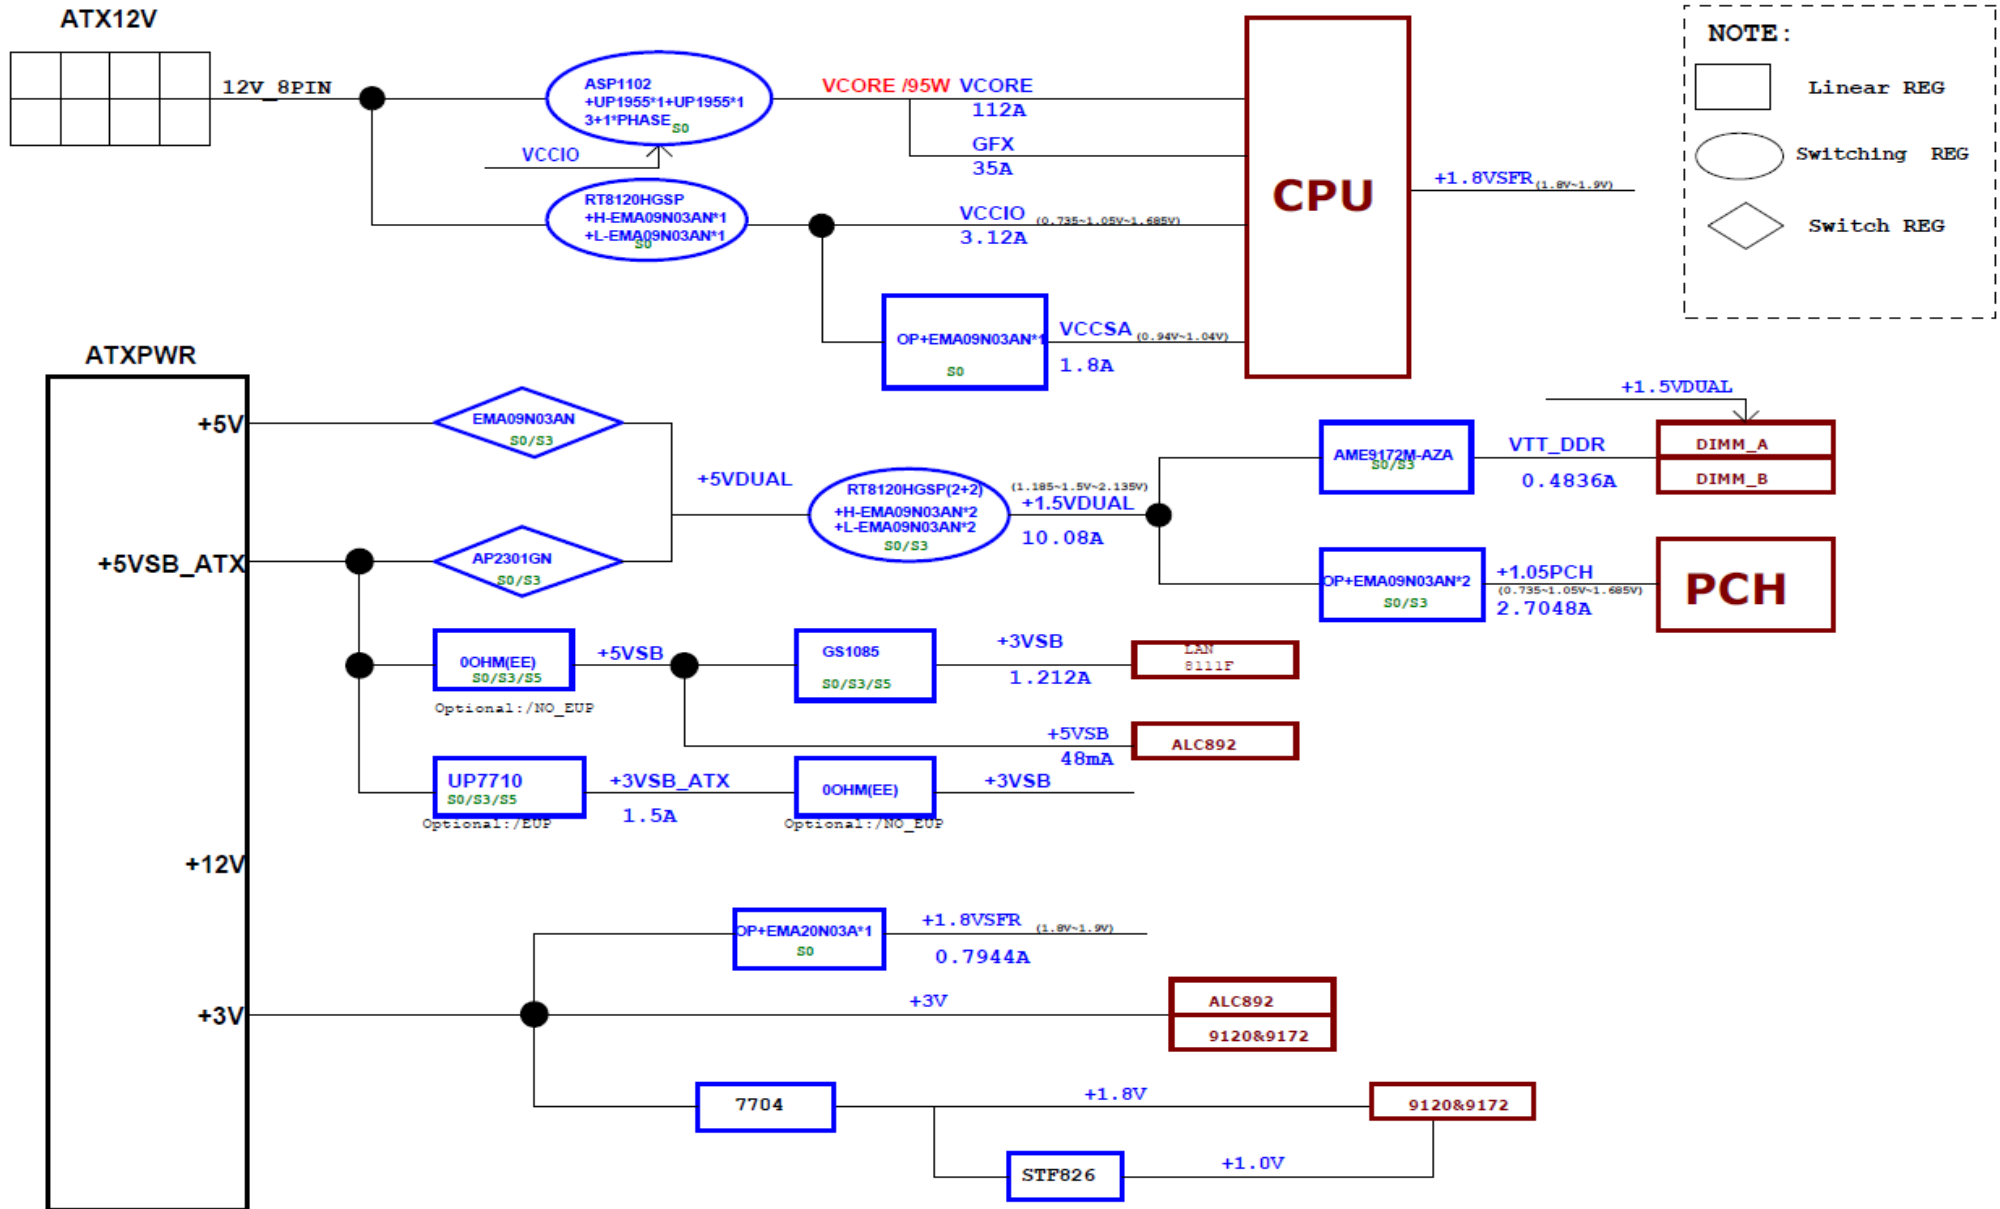 ATX12V
12V_8PIN
ASP1102
+UP1955*1+UP1955*1
3+1*PHASE
S0
VCORE /95W
VCORE
112A
GFX
35A
VCCIO
RT8120HGSP
+H-EMA09N03AN*1
+L-EMA09N03AN*1
S0
VCCIO
(0.735~1.05V~1.685V)
3.12A
OP+EMA09N03AN*1
S0
VCCSA
(0.94V~1.04V)
1.8A
CPU
+1.8VSFR
(1.8V~1.9V)
NOTE:
Linear REG
Switching REG
Switch REG
ATXPWR
+5V
+5VSB_ATX
+12V
+3V
EMA09N03AN
S0/S3
AP2301GN
S0/S3
+5VDUAL
RT8120HGSP(2+2)
+H-EMA09N03AN*2
+L-EMA09N03AN*2
S0/S3
(1.185~1.5V~2.135V)
+1.5VDUAL
10.08A
AME9172M-AZA
S0/S3
VTT_DDR
0.4836A
+1.5VDUAL
DIMM_A
DIMM_B
OP+EMA09N03AN*2
S0/S3
+1.05PCH
(0.735~1.05V~1.685V)
2.7048A
PCH
0OHM(EE)
S0/S3/S5
Optional:/NO_EUP
+5VSB
GS1085
S0/S3/S5
+3VSB
1.212A
LAN
8111F
+5VSB
48mA
ALC892
UP7710
S0/S3/S5
Optional:/EUP
+3VSB_ATX
1.5A
0OHM(EE)
Optional:/NO_EUP
+3VSB
OP+EMA20N03A*1
S0
+1.8VSFR
(1.8V~1.9V)
0.7944A
+3V
ALC892
9120&9172
7704
+1.8V
9120&9172
STF826
+1.0V